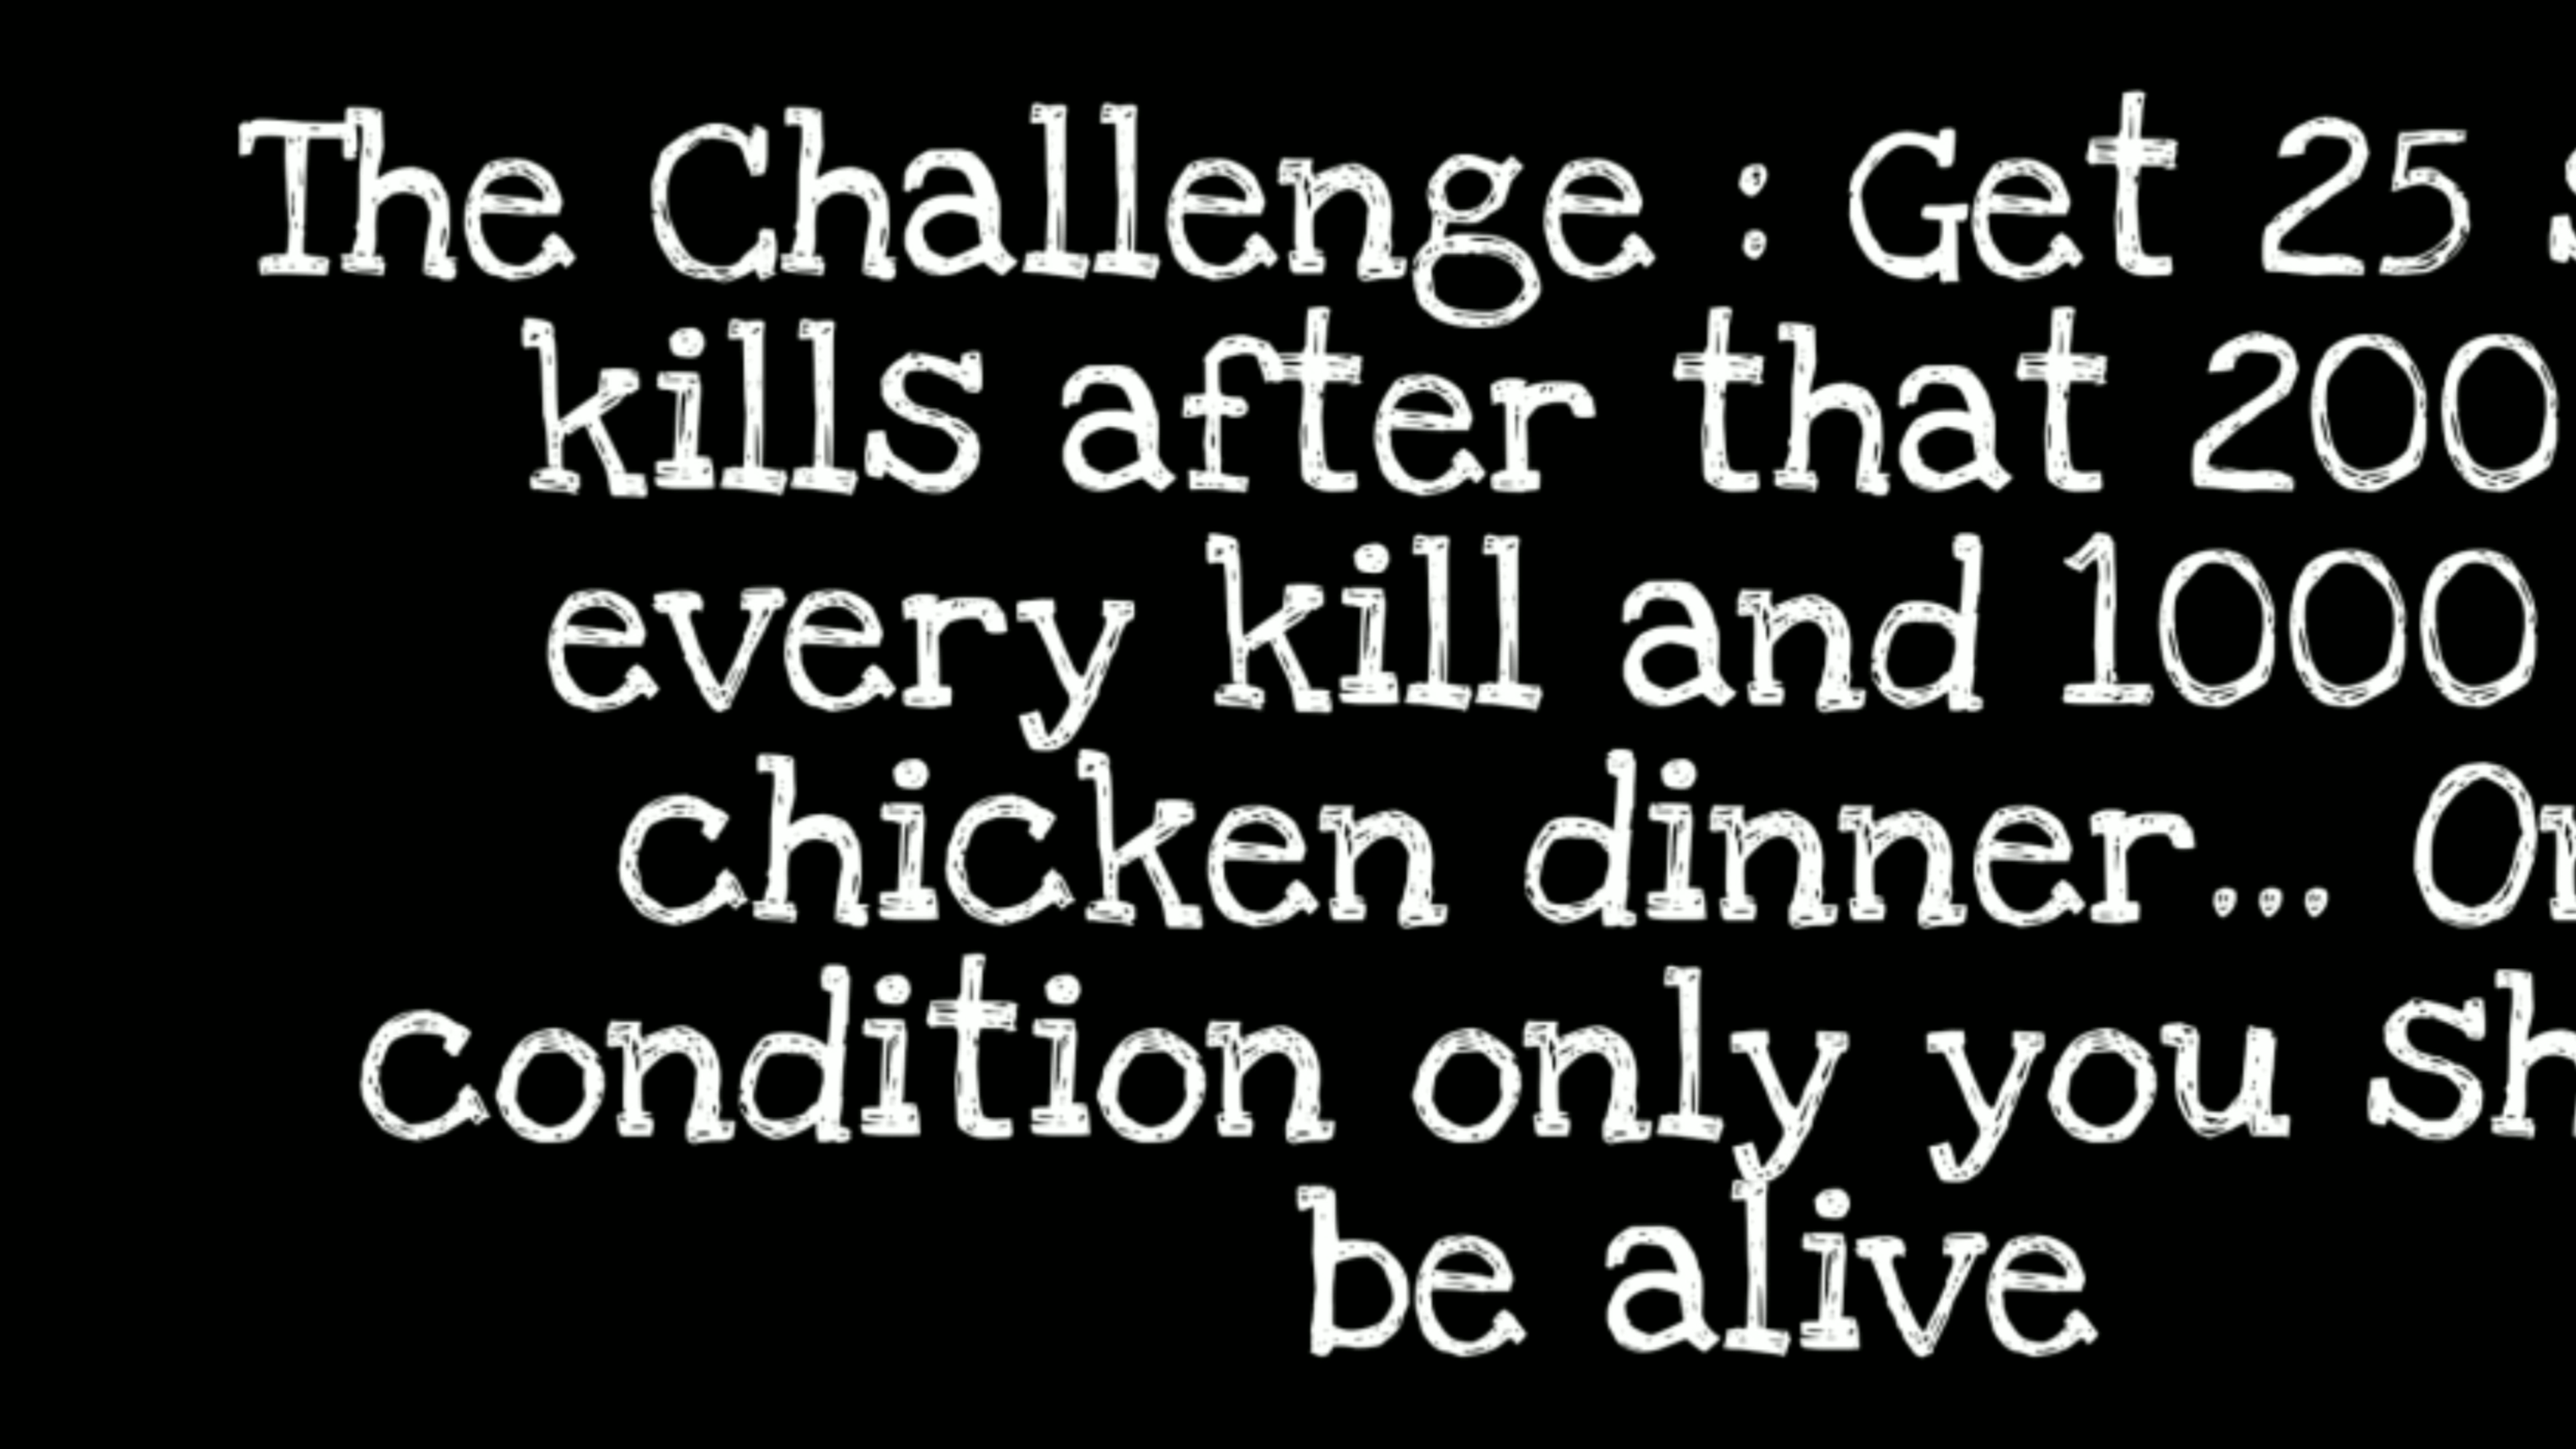 The Challenge : Get 25
kills after that 200
every kill and 1000
chicken dinner...
condition only you
be alive